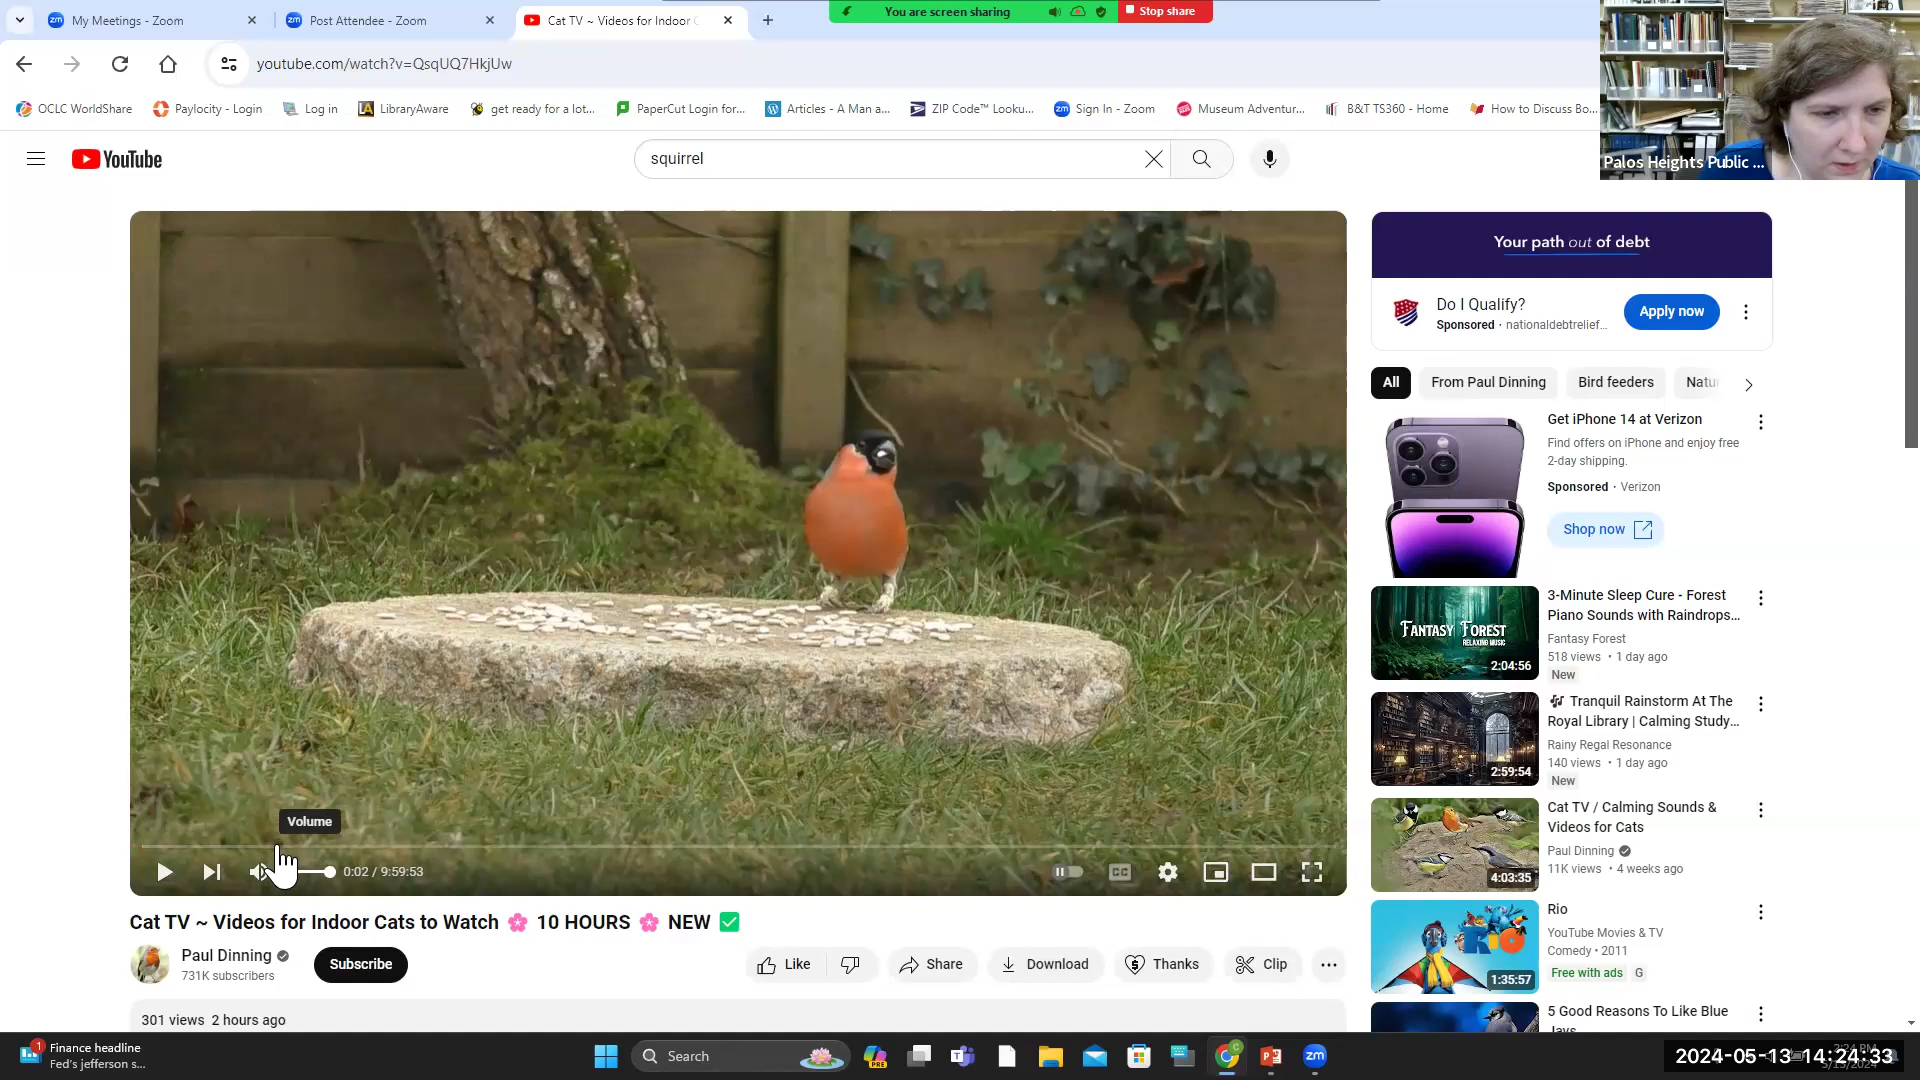 My Meetings - Zoom
Post Attendee - Zoom
Cat TV ~ Videos for Indoor C
You are screen sharing
Stop share
youtube.com/watch?v=QsqUQ7HkjUw
OCLC WorldShare
Paylocity - Login
Log in
LibraryAware
get ready for a lot...
PaperCut Login for...
Articles - A Man a...
ZIP Code™ Looku...
Sign In - Zoom
Museum Adventur...
B&T TS360 - Home
How to Discuss Bo...
Palos Heights Public ...
YouTube
squirrel
Your path out of debt
Do I Qualify?
Sponsored · nationaldebtrelief...
Apply now
All
From Paul Dinning
Bird feeders
Natu
Get iPhone 14 at Verizon
Find offers on iPhone and enjoy free
2-day shipping.
Sponsored · Verizon
Shop now
FANTASY FOREST
RELAXING MUSIC
2:04:56
3-Minute Sleep Cure - Forest
Piano Sounds with Raindrops...
Fantasy Forest
518 views • 1 day ago
New
2:59:54
Tranquil Rainstorm At The
Royal Library | Calming Study...
Rainy Regal Resonance
140 views • 1 day ago
New
4:03:35
Cat TV / Calming Sounds &
Videos for Cats
Paul Dinning
11K views • 4 weeks ago
RIO
1:35:57
Rio
YouTube Movies & TV
Comedy • 2011
Free with ads
G
5 Good Reasons To Like Blue
Jays
Volume
0:02 / 9:59:53
CC
Cat TV ~ Videos for Indoor Cats to Watch 🌸 10 HOURS 🌸 NEW ✅
Paul Dinning
731K subscribers
Subscribe
Like
Share
Download
Thanks
Clip
301 views 2 hours ago
1
Finance headline
Fed's jefferson s...
Search
PRE
2024-05-13 14:24:33